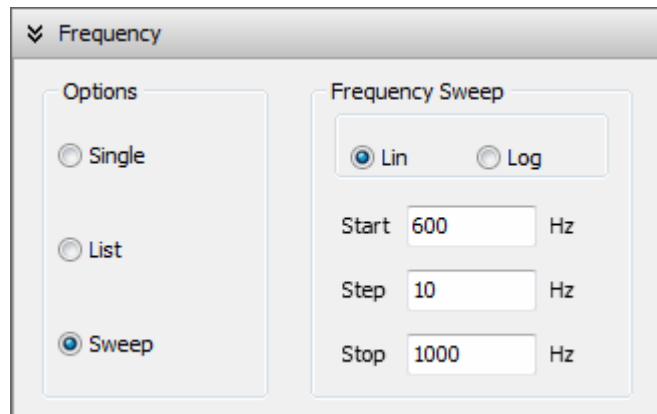 Frequency
Options
Single
List
Sweep
Frequency Sweep
Lin Log
Start 600 Hz
Step 10 Hz
Stop 1000 Hz